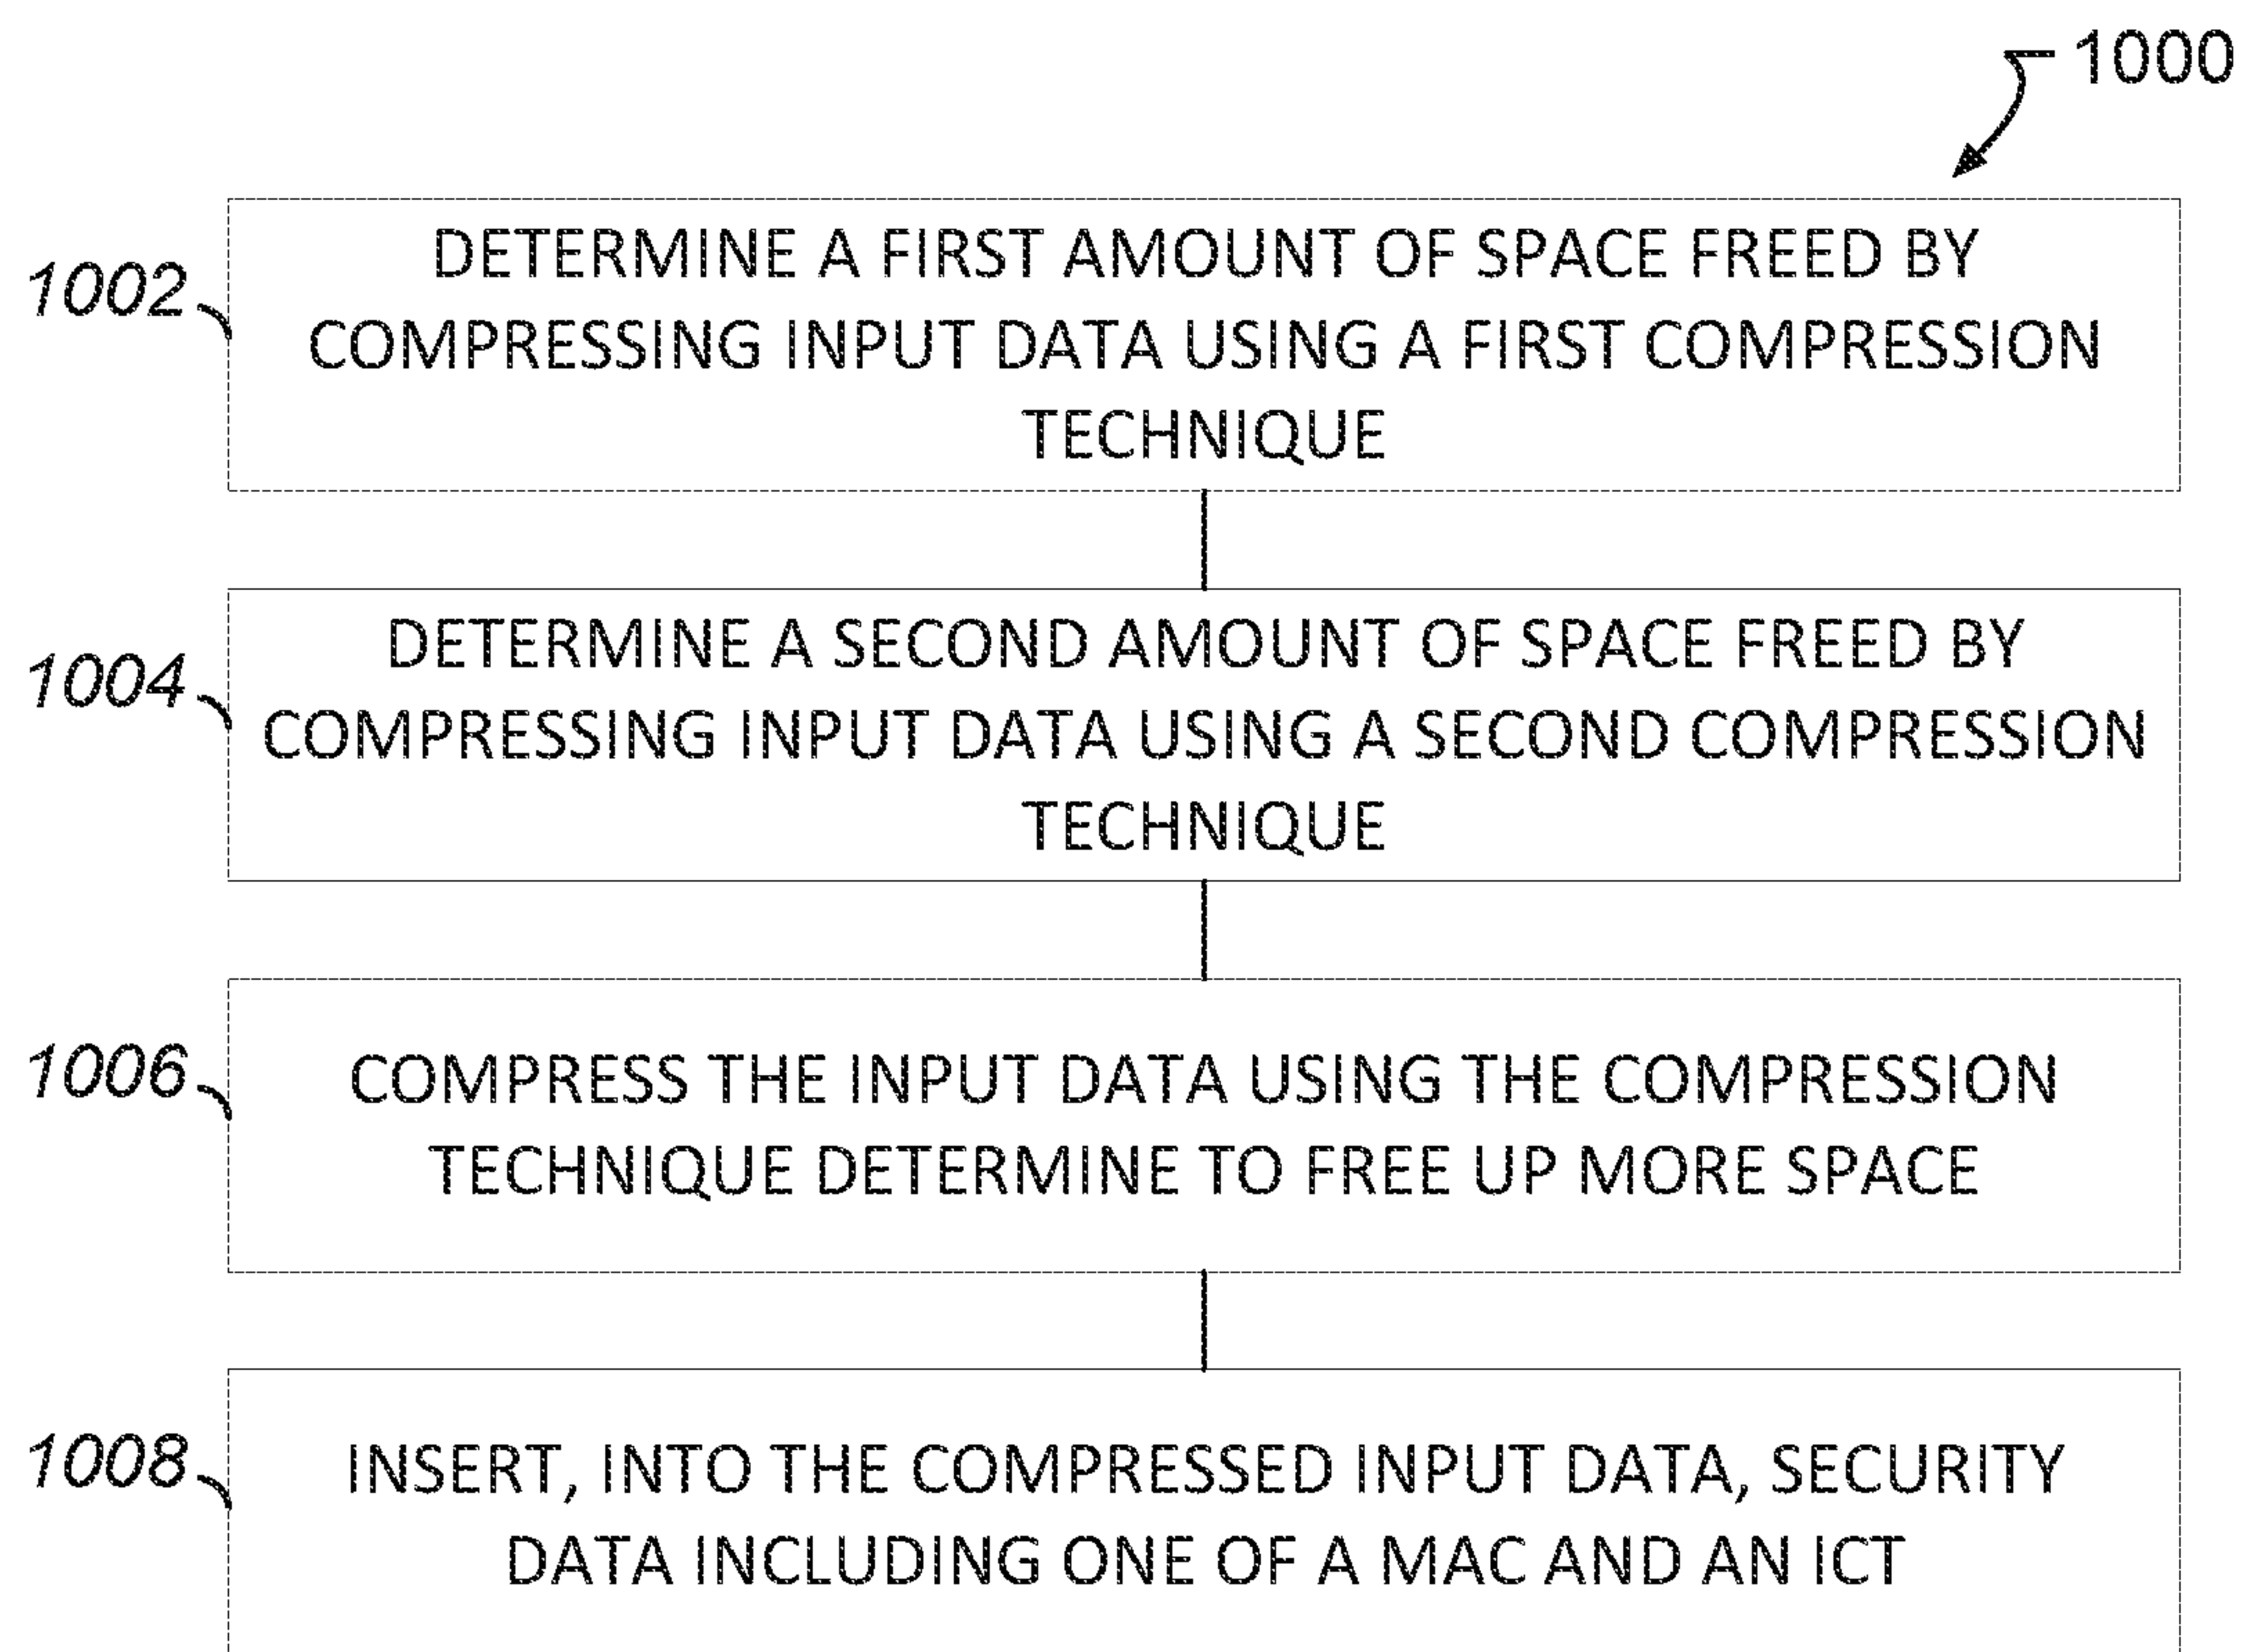 1000
DETERMINE A FIRST AMOUNT OF SPACE FREED BY
1002
COMPRESSING INPUT DATA USING A FIRST COMPRESSION
TECHNIQUE
DETERMINE A SECOND AMOUNT OF SPACE FREED BY
1004
COMPRESSING INPUT DATA USING A SECOND COMPRESSION
TECHNIQUE
1006
COMPRESS THE INPUT DATA USING THE COMPRESSION
TECHNIQUE DETERMINE TO FREE UP MORE SPACE
1008
INSERT, INTO THE COMPRESSED INPUT DATA, SECURITY
DATA INCLUDING ONE OF A MAC AND AN ICT